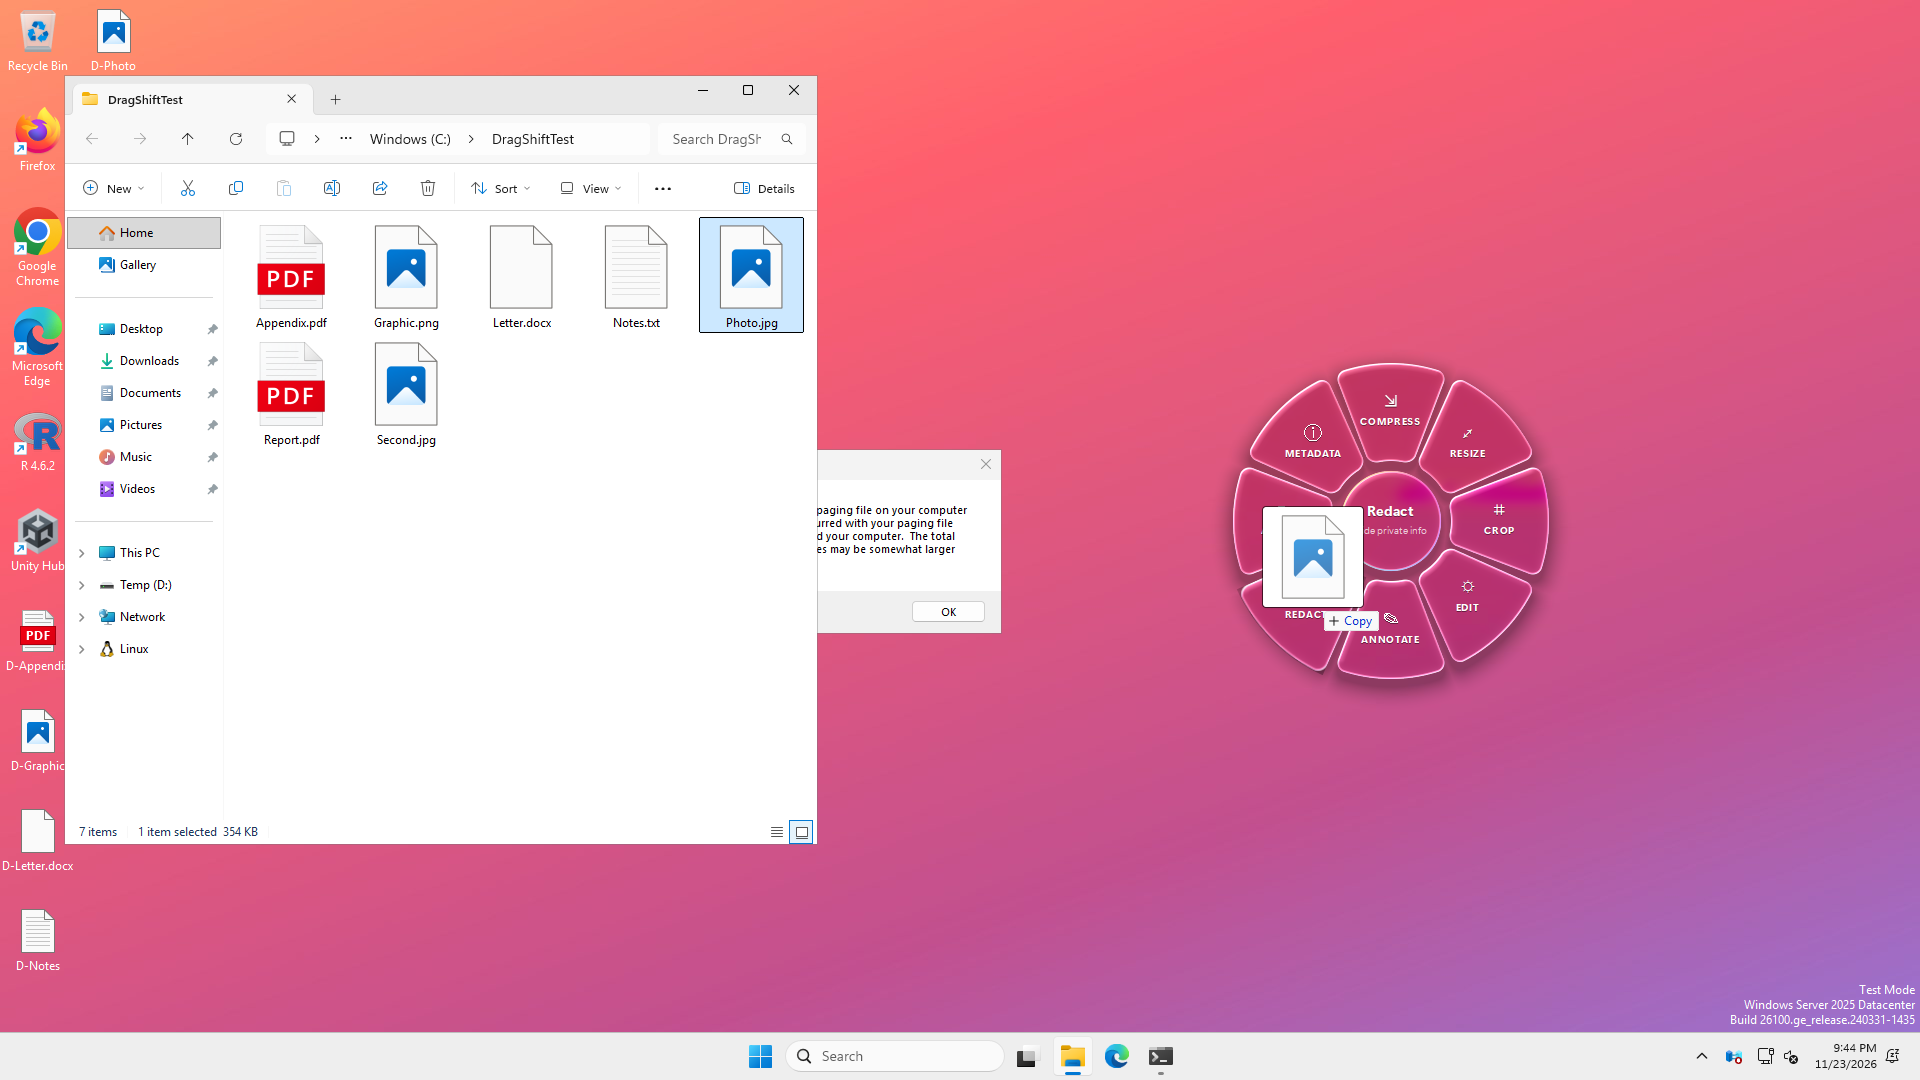 Recycle Bin
D-Photo
Firefox
Google
Chrome
Microsoft
Edge
R 4.6.2
Unity Hub
PDF
D-Appendix
D-Graphic
D-Letter.docx
D-Notes
DragShiftTest
Windows (C:)
DragShiftTest
Search DragSh
New
Sort
View
Details
Home
Gallery
Desktop
Downloads
Documents
Pictures
Music
Videos
This PC
Temp (D:)
Network
Linux
PDF
Appendix.pdf
Graphic.png
Letter.docx
Notes.txt
Photo.jpg
PDF
Report.pdf
Second.jpg
7 items
1 item selected 354 KB
paging file on your computer
urred with your paging file
d your computer. The total
es may be somewhat larger
OK
COMPRESS
METADATA
RESIZE
Redact
de private info
CROP
EDIT
REDACT
ANNOTATE
+ Copy
Test Mode
Windows Server 2025 Datacenter
Build 26100.ge_release.240331-1435
Search
9:44 PM
11/23/2026